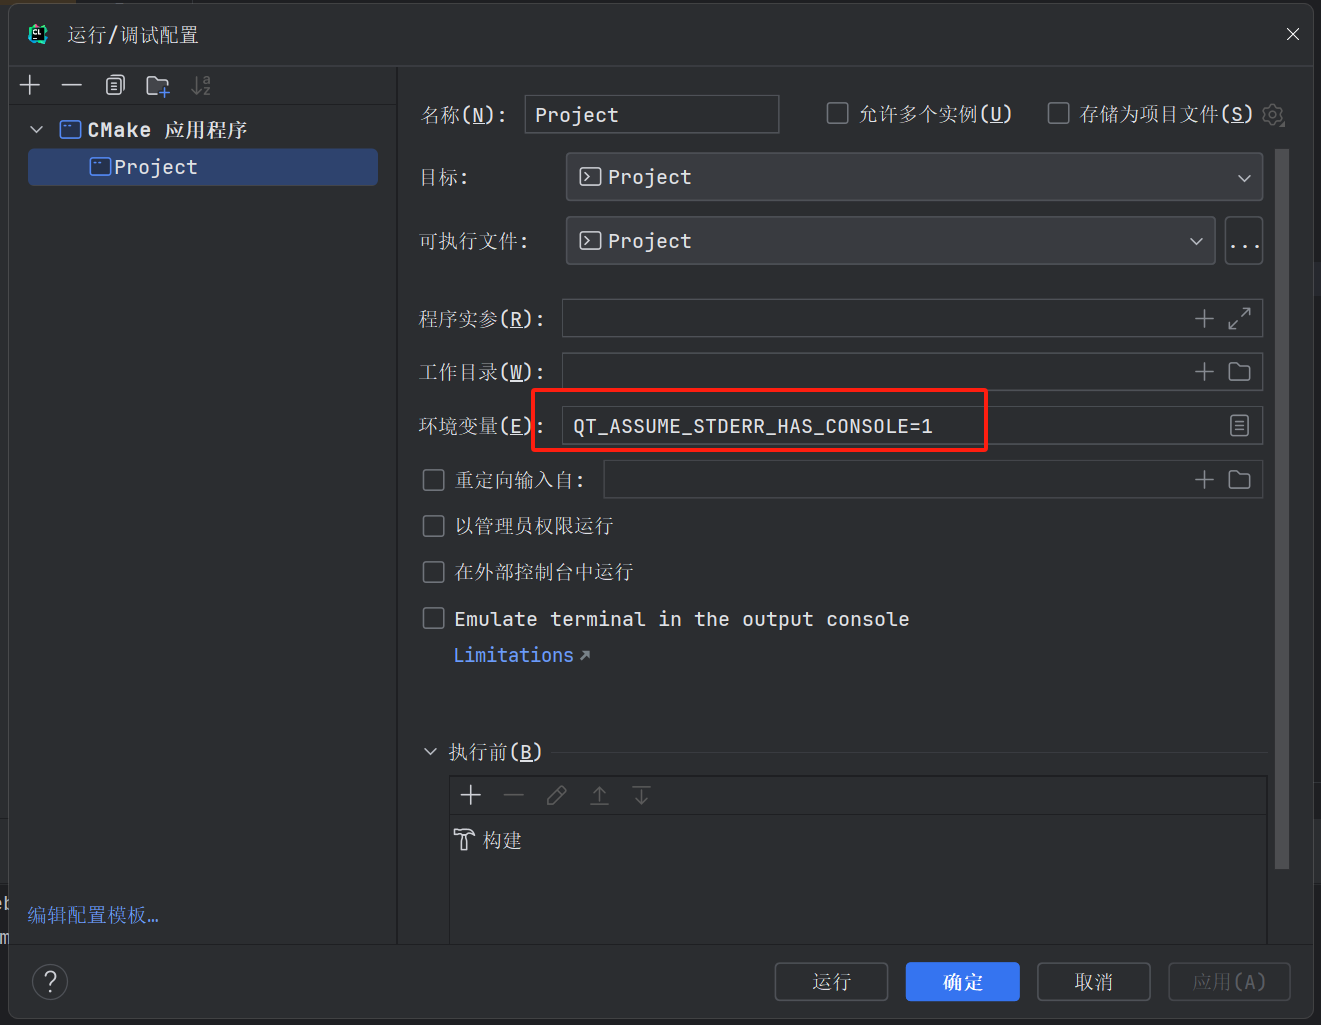 运行/调试配置
名称(N):
Project
允许多个实例(U)
存储为项目文件(S)
CMake 应用程序
Project
目标:
Project
可执行文件:
Project
...
程序实参(R):
工作目录(W):
环境变量(E):
QT_ASSUME_STDERR_HAS_CONSOLE=1
重定向输入自:
以管理员权限运行
在外部控制台中运行
Emulate terminal in the output console
Limitations
执行前(B)
构建
编辑配置模板...
?
运行
确定
取消
应用(A)